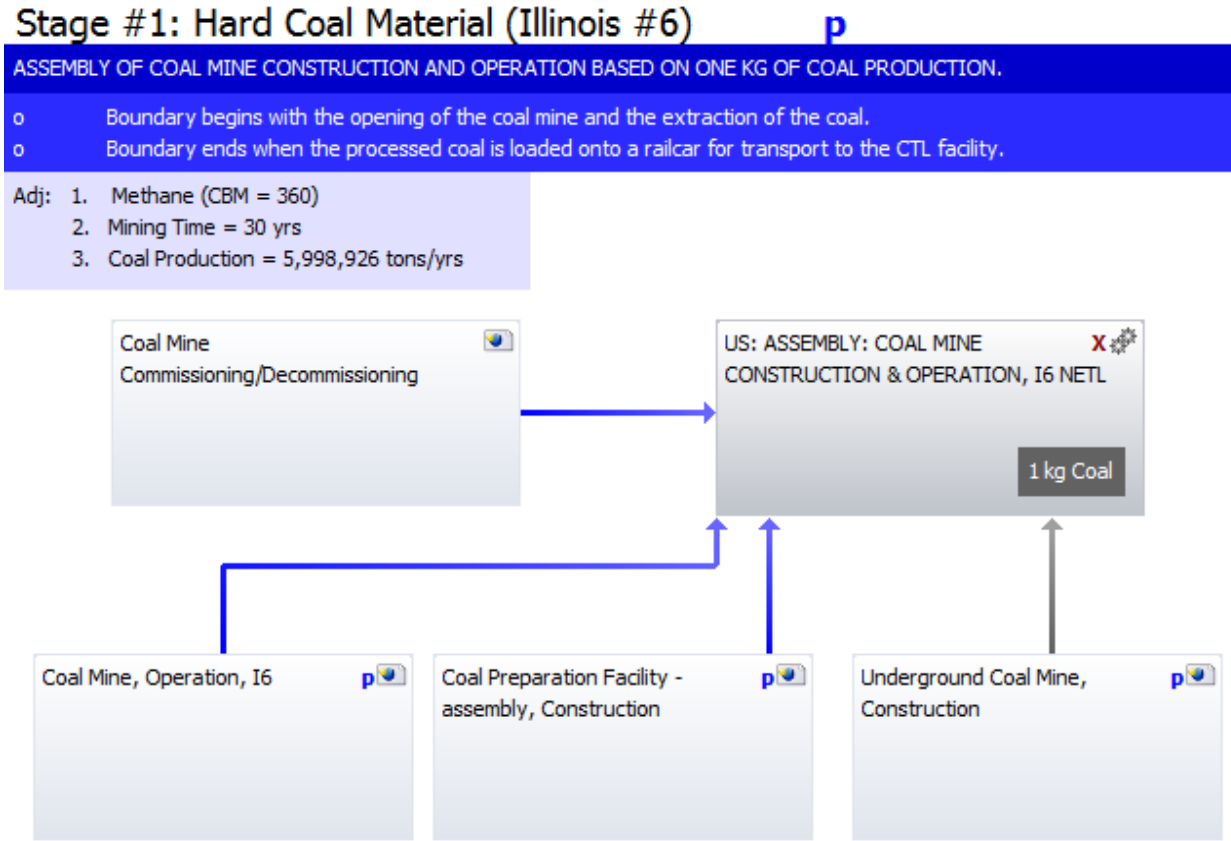 Stage #1: Hard Coal Material (Illinois #6) p
ASSEMBLY OF COAL MINE CONSTRUCTION AND OPERATION BASED ON ONE KG OF COAL PRODUCTION.
o Boundary begins with the opening of the coal mine and the extraction of the coal.
o Boundary ends when the processed coal is loaded onto a railcar for transport to the CTL facility.
Adj: 1. Methane (CBM = 360)
2. Mining Time = 30 yrs
3. Coal Production = 5,998,926 tons/yrs
Coal Mine
Commissioning/Decommissioning
US: ASSEMBLY: COAL MINE X
CONSTRUCTION & OPERATION, I6 NETL
1 kg Coal
Coal Mine, Operation, I6 p
Coal Preparation Facility - p
assembly, Construction
Underground Coal Mine, p
Construction